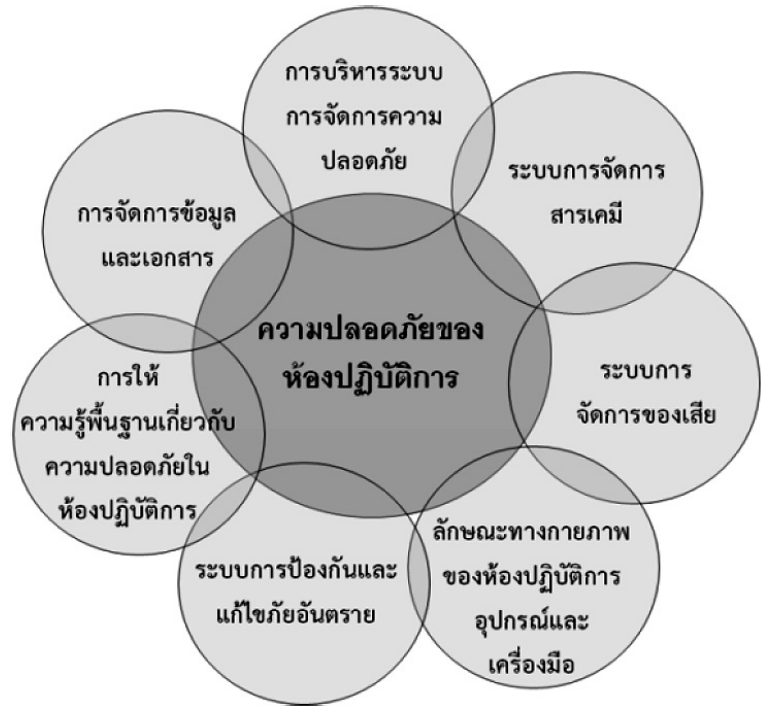 การบริหารระบบ
การจัดการความ
ปลอดภัย
ระบบการจัดการ
สารเคมี
ระบบการ
จัดการของเสีย
ลักษณะทางกายภาพ
ของห้องปฏิบัติการ
อุปกรณ์และ
เครื่องมือ
ระบบการป้องกันและ
แก้ไขภัยอันตราย
การให้
ความรู้พื้นฐานเกี่ยวกับ
ความปลอดภัยใน
ห้องปฏิบัติการ
การจัดการข้อมูล
และเอกสาร
ความปลอดภัยของ
ห้องปฏิบัติการ